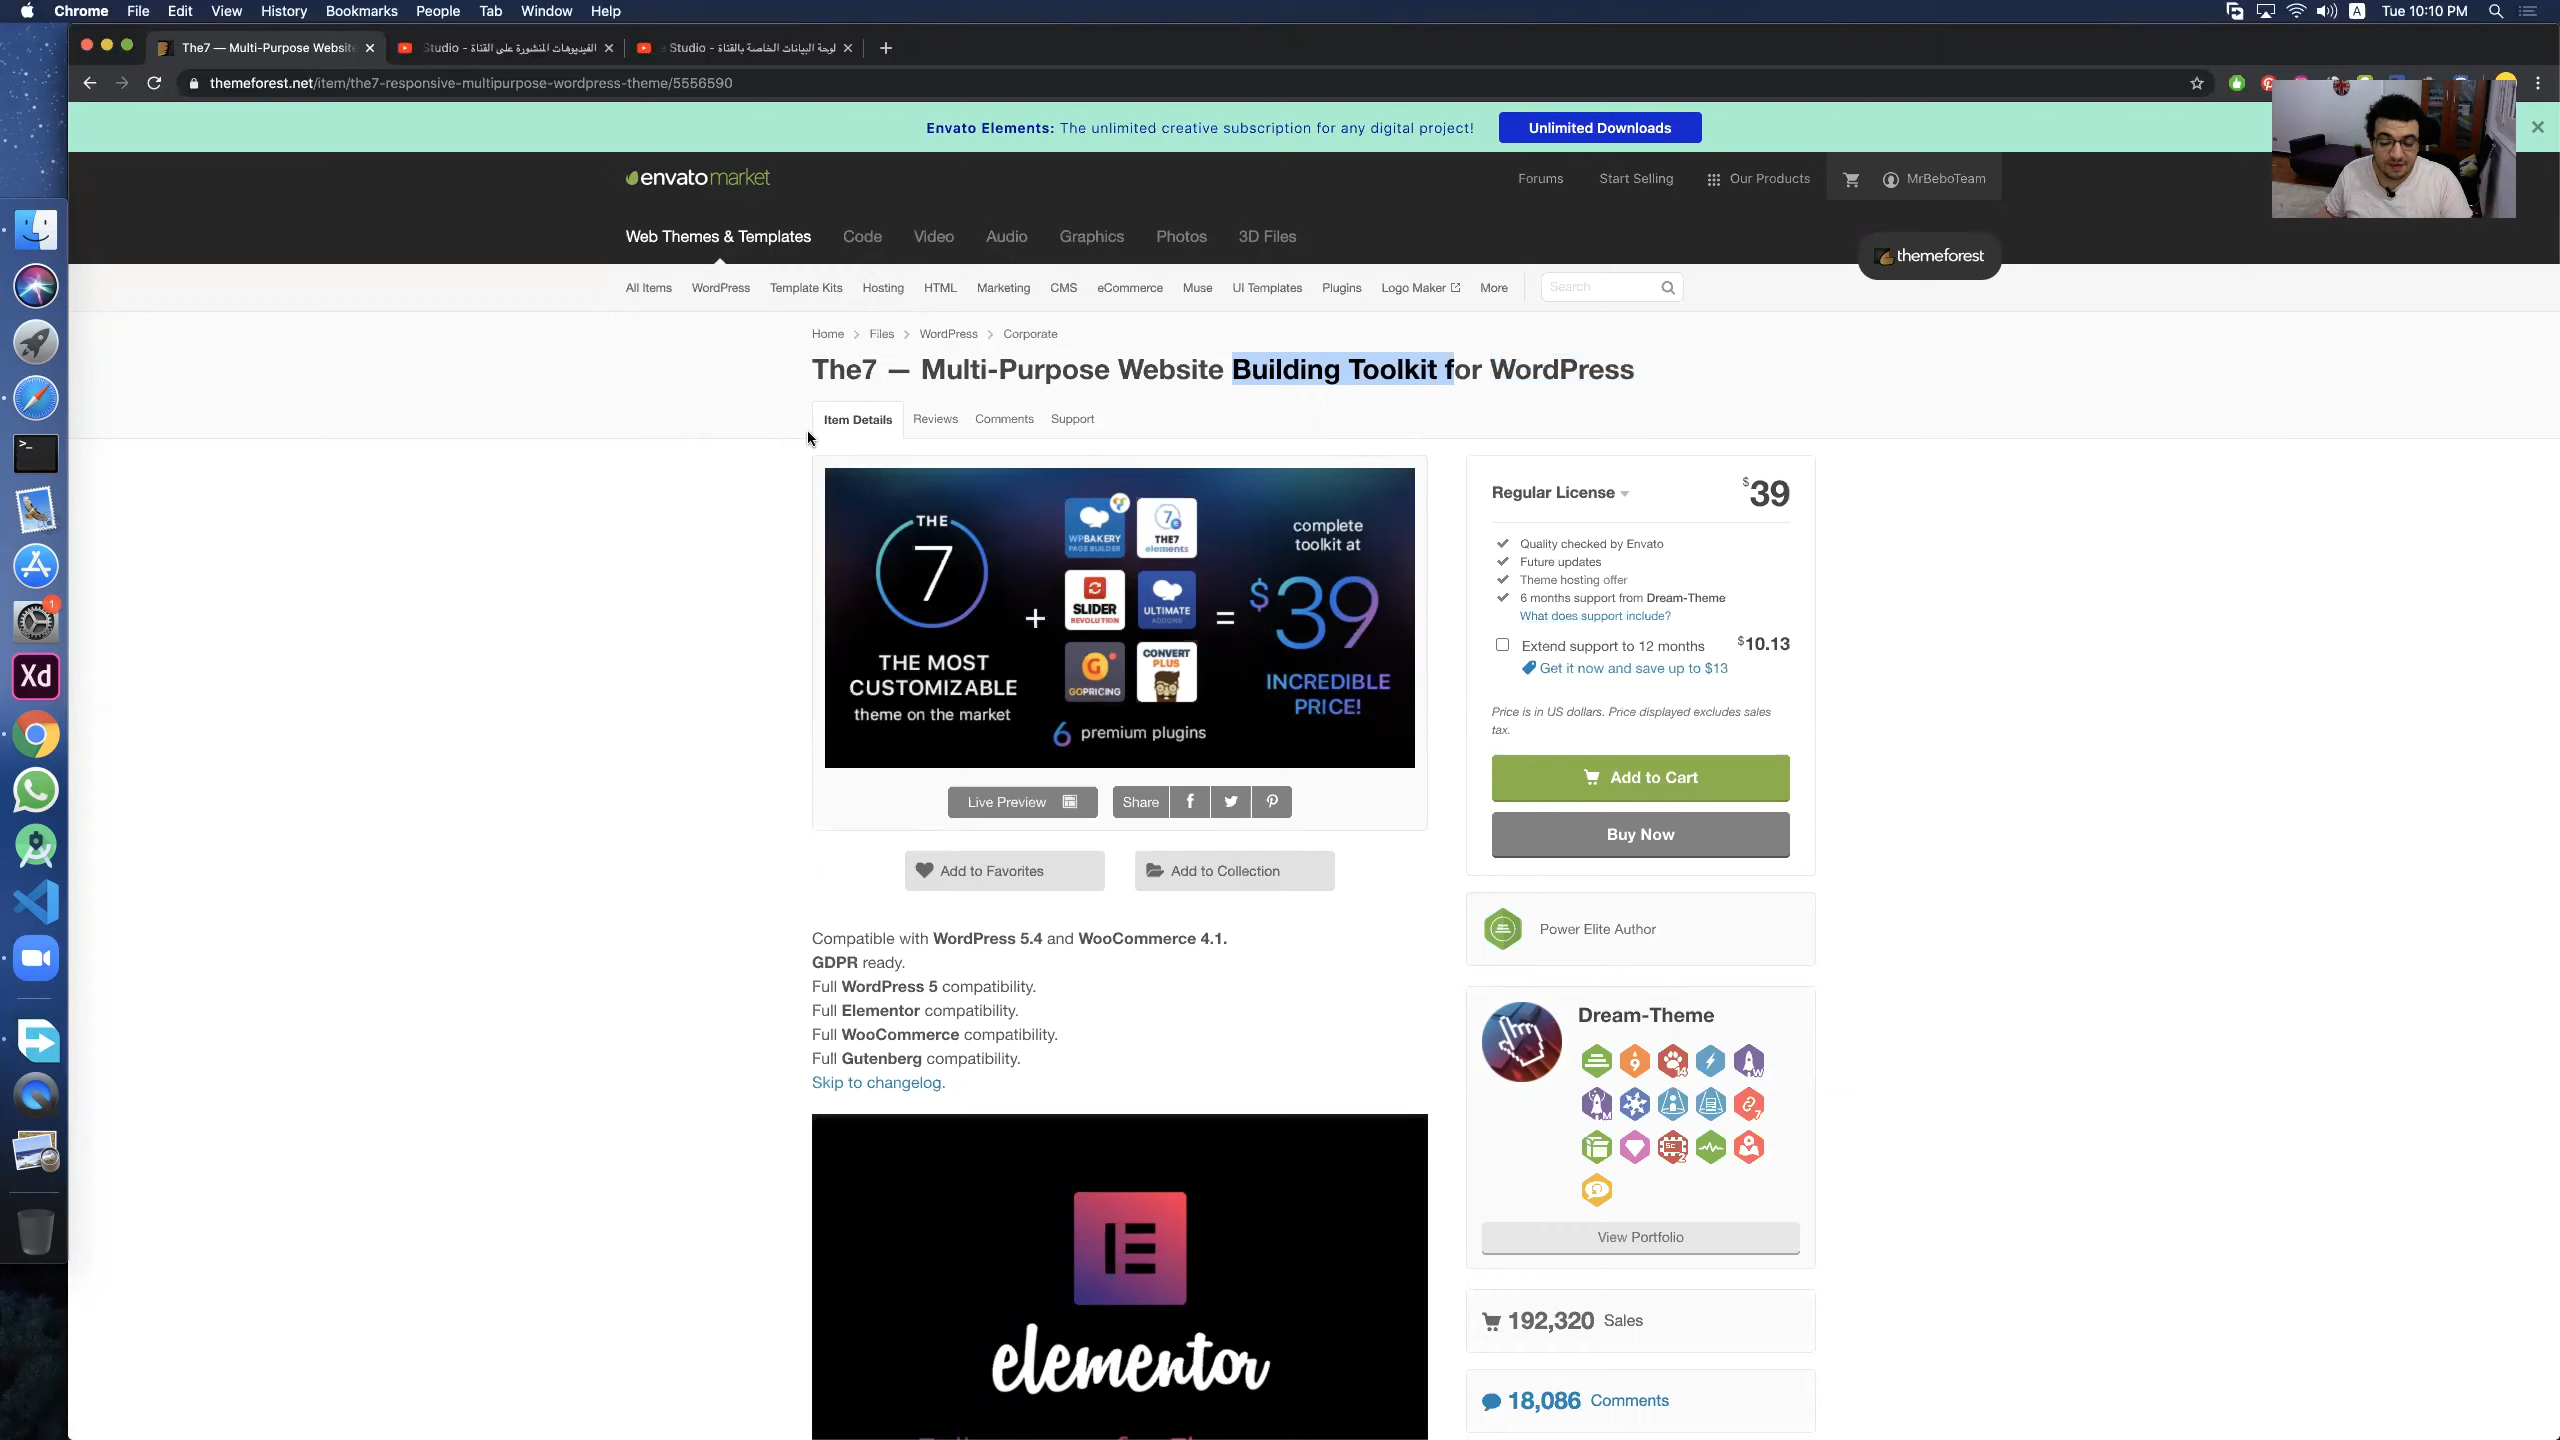 Chrome File Edit View History Bookmarks People Tab Window Help
A Tue 10:10 PM
The7 — Multi-Purpose Websit
Studio - الفيديوهات المنشورة على القناة
Studio - لوحة البيانات الخاصة بالقناة
themeforest.net/item/the7-responsive-multipurpose-wordpress-theme/5556590
Envato Elements: The unlimited creative subscription for any digital project! Unlimited Downloads
envato market
Forums Start Selling Our Products MrBeboTeam
Web Themes & Templates Code Video Audio Graphics Photos 3D Files
themeforest
All Items WordPress Template Kits Hosting HTML Marketing CMS eCommerce Muse UI Templates Plugins Logo Maker More Search
Home Files WordPress Corporate
The7 — Multi-Purpose Website Building Toolkit for WordPress
Item Details Reviews Comments Support
THE
7
THE MOST
CUSTOMIZABLE
theme on the market
+
WPBAKERY
PAGE BUILDER
7
THE7
elements
SLIDER
REVOLUTION
ULTIMATE
ADDONS
G
GOPRICING
CONVERT
PLUS
6 premium plugins
=
complete
toolkit at
$39
INCREDIBLE
PRICE!
Live Preview Share
Add to Favorites Add to Collection
Compatible with WordPress 5.4 and WooCommerce 4.1.
GDPR ready.
Full WordPress 5 compatibility.
Full Elementor compatibility.
Full WooCommerce compatibility.
Full Gutenberg compatibility.
Skip to changelog.
elementor
Regular License $39
Quality checked by Envato
Future updates
Theme hosting offer
6 months support from Dream-Theme
What does support include?
Extend support to 12 months $10.13
Get it now and save up to $13
Price is in US dollars. Price displayed excludes sales
tax.
Add to Cart
Buy Now
Power Elite Author
Dream-Theme
View Portfolio
192,320 Sales
18,086 Comments
1
Xd